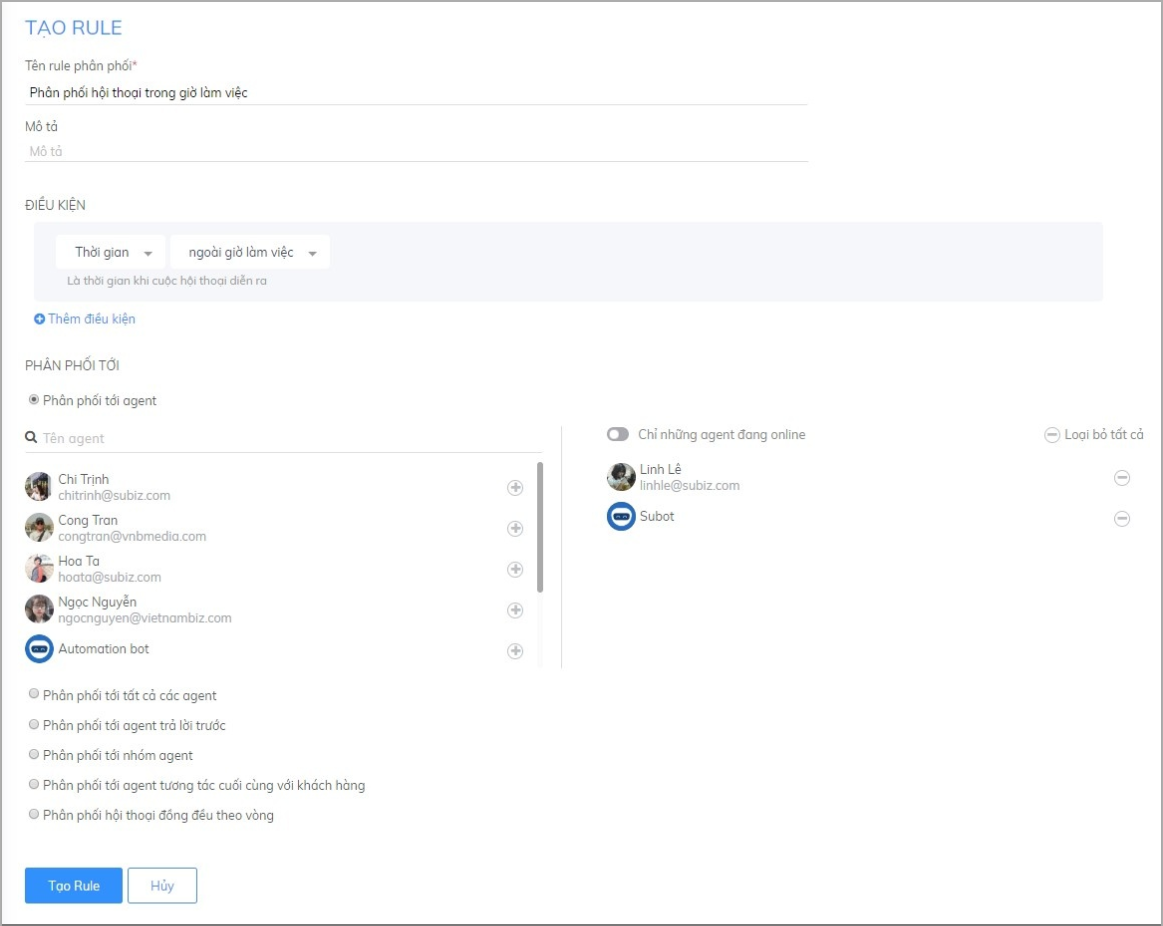 TẠO RULE
Tên rule phân phối*
Phân phối hội thoại trong giờ làm việc
Mô tả
Mô tả
ĐIỀU KIỆN
Thời gian ngoài giờ làm việc
Là thời gian khi cuộc hội thoại diễn ra
Thêm điều kiện
PHÂN PHỐI TỚI
Phân phối tới agent
Tên agent
Chi Trịnh
chitrinh@subiz.com
Cong Tran
congtran@vnbmedia.com
Hoa Ta
hoata@subiz.com
Ngọc Nguyễn
ngocnguyen@vietnambiz.com
Automation bot
Chỉ những agent đang online
Loại bỏ tất cả
Linh Lê
linhle@subiz.com
Subot
Phân phối tới tất cả các agent
Phân phối tới agent trả lời trước
Phân phối tới nhóm agent
Phân phối tới agent tương tác cuối cùng với khách hàng
Phân phối hội thoại đồng đều theo vòng
Tạo Rule Hủy